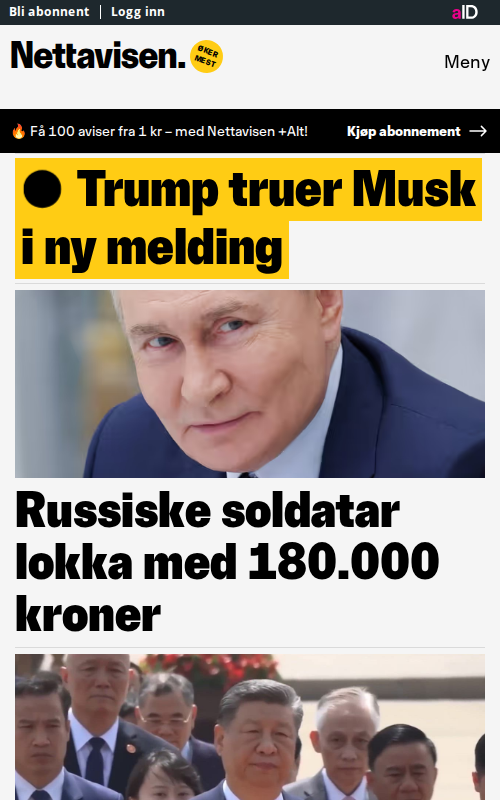 Bli abonnent | Logg inn
aID
Nettavisen.
ØKER
MEST
Meny
🔥 Få 100 aviser fra 1 kr – med Nettavisen +Alt!
Kjøp abonnement →
● Trump truer Musk
i ny melding
Russiske soldatar
lokka med 180.000
kroner